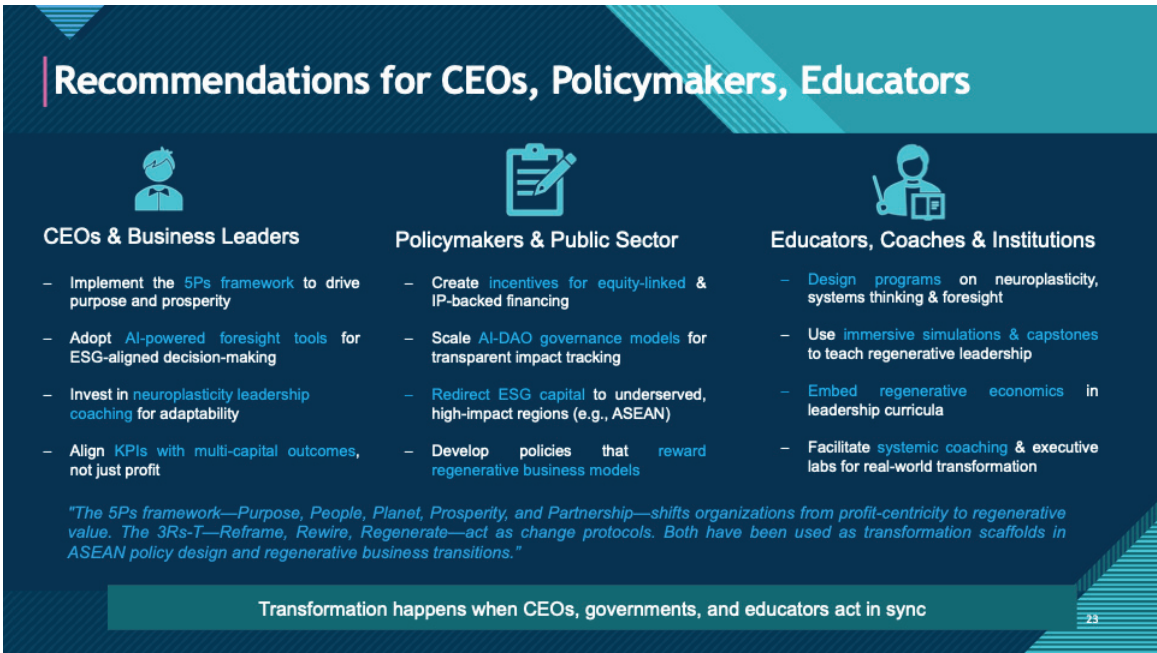 Recommendations for CEOs, Policymakers, Educators
CEOs & Business Leaders
– Implement the 5Ps framework to drive
purpose and prosperity
– Adopt AI-powered foresight tools for
ESG-aligned decision-making
– Invest in neuroplasticity leadership
coaching for adaptability
– Align KPIs with multi-capital outcomes,
not just profit
Policymakers & Public Sector
– Create incentives for equity-linked &
IP-backed financing
– Scale AI-DAO governance models for
transparent impact tracking
– Redirect ESG capital to underserved,
high-impact regions (e.g., ASEAN)
– Develop policies that reward
regenerative business models
Educators, Coaches & Institutions
– Design programs on neuroplasticity,
systems thinking & foresight
– Use immersive simulations & capstones
to teach regenerative leadership
– Embed regenerative economics in
leadership curricula
– Facilitate systemic coaching & executive
labs for real-world transformation
"The 5Ps framework—Purpose, People, Planet, Prosperity, and Partnership—shifts organizations from profit-centricity to regenerative
value. The 3Rs-T—Reframe, Rewire, Regenerate—act as change protocols. Both have been used as transformation scaffolds in
ASEAN policy design and regenerative business transitions.”
Transformation happens when CEOs, governments, and educators act in sync
23